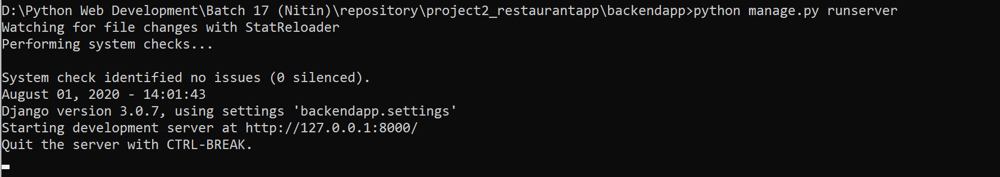 D:\Python Web Development\Batch 17 (Nitin)\repository\project2_restaurantapp\backendapp>python manage.py runserver
Watching for file changes with StatReloader
Performing system checks...
System check identified no issues (0 silenced).
August 01, 2020 - 14:01:43
Django version 3.0.7, using settings 'backendapp.settings'
Starting development server at http://127.0.0.1:8000/
Quit the server with CTRL-BREAK.